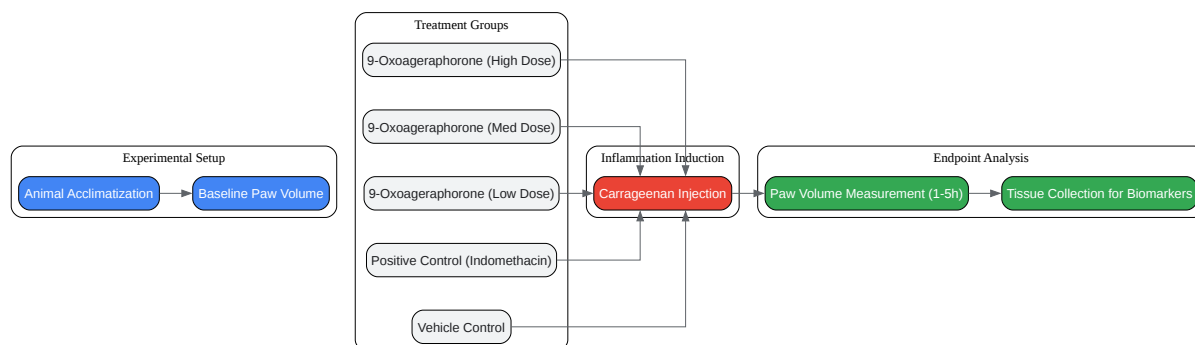 Experimental Setup
Animal Acclimatization
Baseline Paw Volume
Treatment Groups
9-Oxoageraphorone (High Dose)
9-Oxoageraphorone (Med Dose)
9-Oxoageraphorone (Low Dose)
Positive Control (Indomethacin)
Vehicle Control
Inflammation Induction
Carrageenan Injection
Endpoint Analysis
Paw Volume Measurement (1-5h)
Tissue Collection for Biomarkers